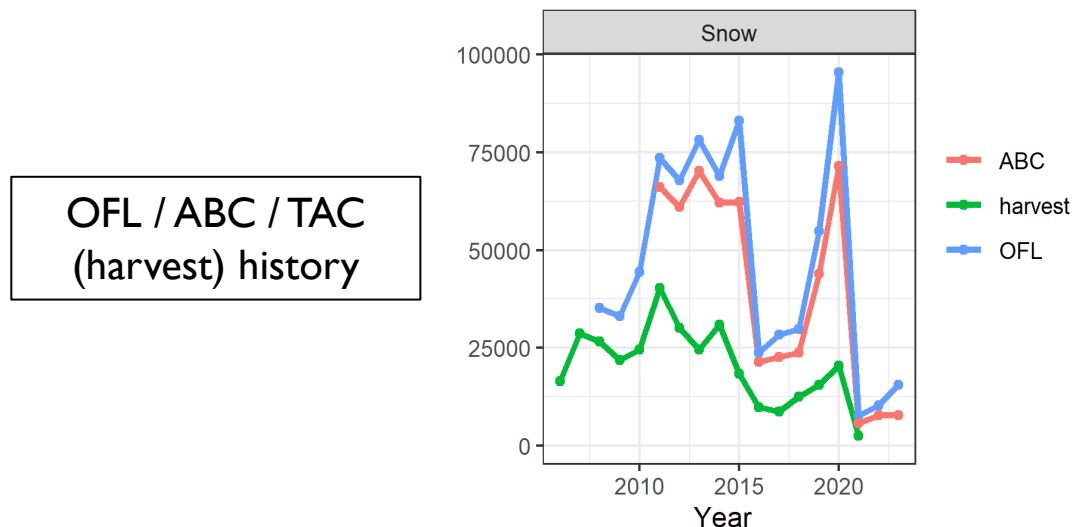 OFL / ABC / TAC
(harvest) history
Snow
100000
75000
50000
25000
0
2010 2015 2020
Year
ABC
harvest
OFL